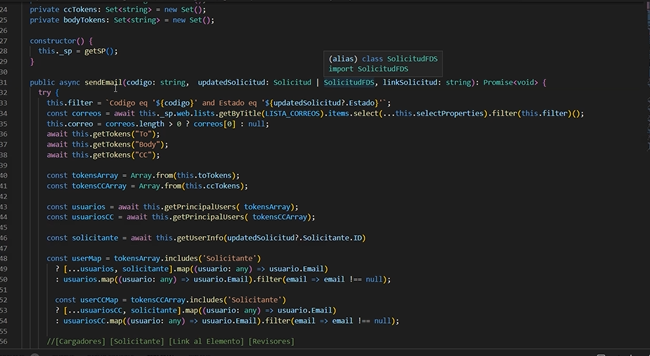 24 private ccTokens: Set<string> = new Set();
25 private bodyTokens: Set<string> = new Set();
26
27 constructor() {
28 this._sp = getSP();
29 }
(alias) class SolicitudFDS
import SolicitudFDS
30
31 public async sendEmail(codigo: string, updatedSolicitud: Solicitud | SolicitudFDS, linkSolicitud: string): Promise<void> {
32 try {
33 this.filter = `Codigo eq '${codigo}' and Estado eq '${updatedSolicitud?.Estado}'`;
34 const correos = await this._sp.web.lists.getByTitle(LISTA_CORREOS).items.select(...this.selectProperties).filter(this.filter)();
35 this.correo = correos.length > 0 ? correos[0] : null;
36 await this.getTokens("To");
37 await this.getTokens("Body");
38 await this.getTokens("CC");
39
40 const tokensArray = Array.from(this.toTokens);
41 const tokensCCArray = Array.from(this.ccTokens);
42
43 const usuarios = await this.getPrincipalUsers( tokensArray);
44 const usuariosCC = await this.getPrincipalUsers( tokensCCArray);
45
46 const solicitante = await this.getUserInfo(updatedSolicitud?.Solicitante.ID)
47
48 const userMap = tokensArray.includes('Solicitante')
49 ? [...usuarios, solicitante].map((usuario: any) => usuario.Email)
50 : usuarios.map((usuario: any) => usuario.Email).filter(email => email !== null);
51
52 const userCCMap = tokensCCArray.includes('Solicitante')
53 ? [...usuariosCC, solicitante].map((usuario: any) => usuario.Email)
54 : usuariosCC.map((usuario: any) => usuario.Email).filter(email => email !== null);
55
56 //[Cargadores] [Solicitante] [Link al Elemento] [Revisores]